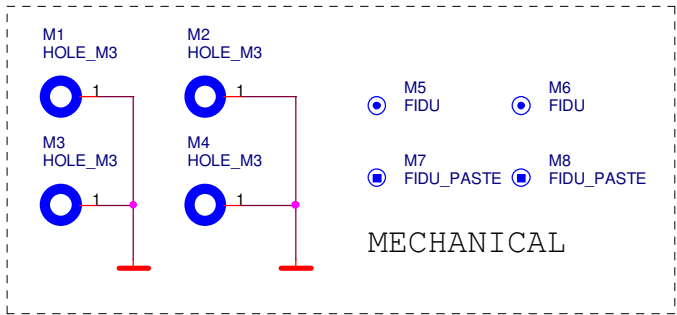 M1
HOLE_M3
1
M2
HOLE_M3
1
M3
HOLE_M3
1
M4
HOLE_M3
1
M5
FIDU
M6
FIDU
M7
FIDU_PASTE
M8
FIDU_PASTE
MECHANICAL